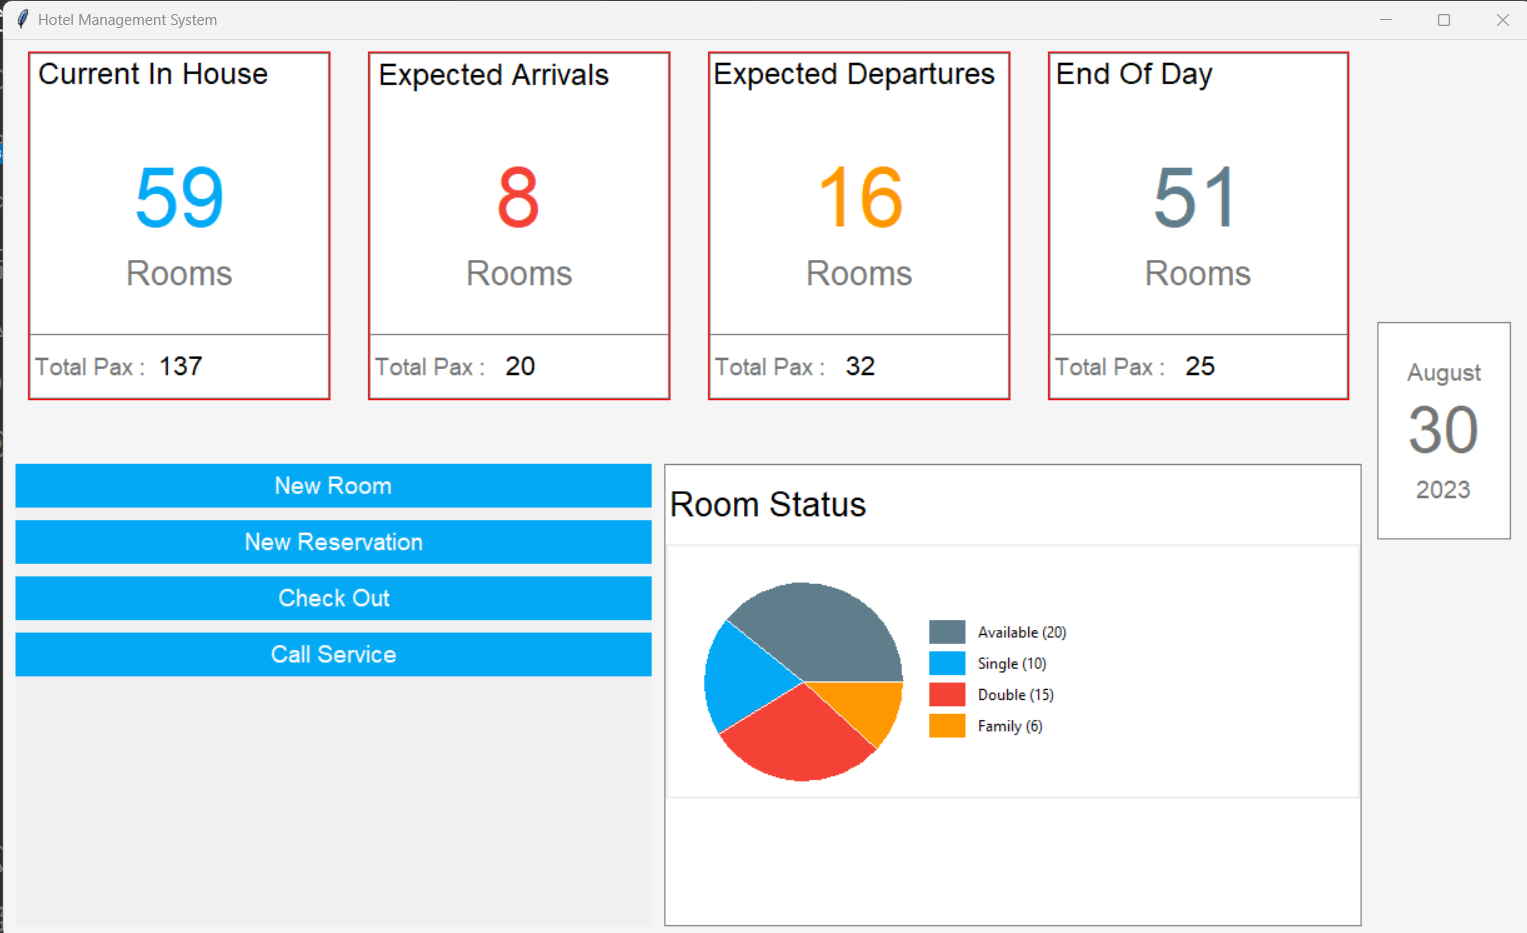 Hotel Management System
Current In House
59
Rooms
Total Pax : 137
Expected Arrivals
8
Rooms
Total Pax : 20
Expected Departures
16
Rooms
Total Pax : 32
End Of Day
51
Rooms
Total Pax : 25
August
30
2023
New Room
New Reservation
Check Out
Call Service
Room Status
Available (20)
Single (10)
Double (15)
Family (6)